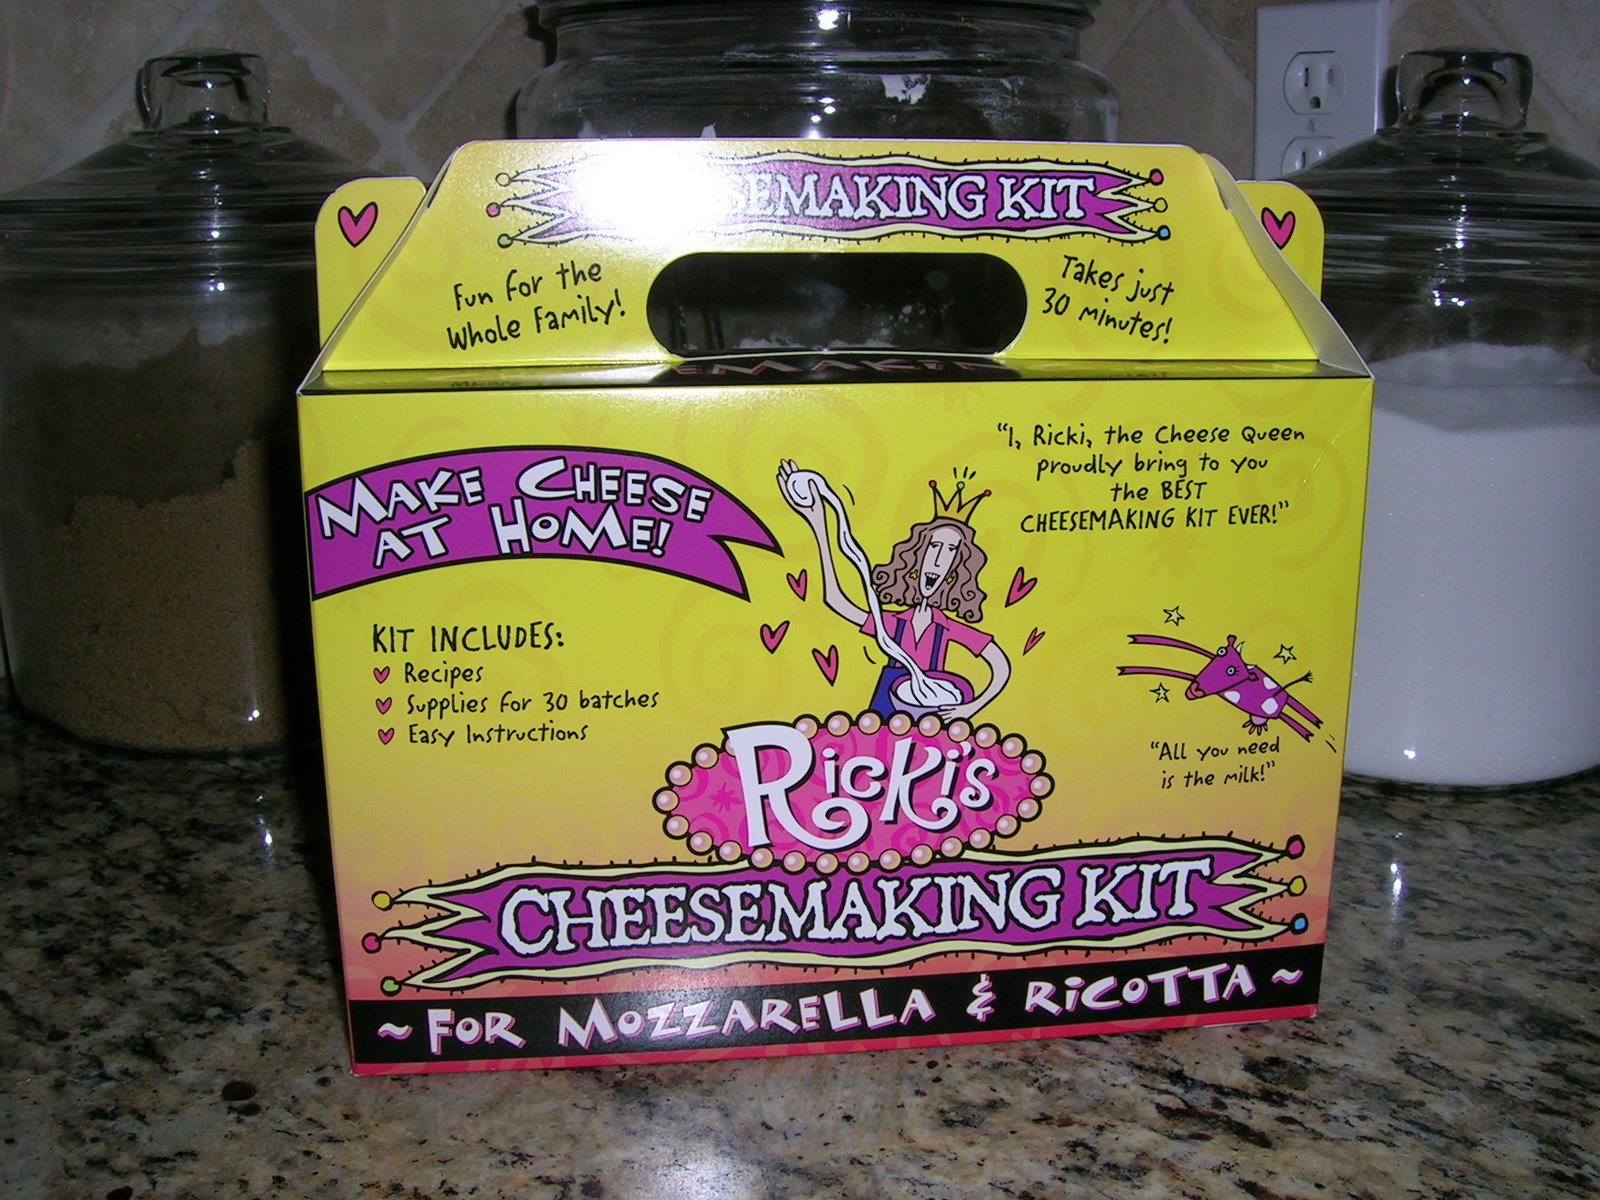 CHEESEMAKING KIT
Fun for the
Whole Family!
Takes just
30 minutes!
"I, Ricki, the Cheese Queen
proudly bring to you
the BEST
CHEESEMAKING KIT EVER!"
MAKE CHEESE
AT HOME!
KIT INCLUDES:
Recipes
Supplies for 30 batches
Easy Instructions
"All you need
is the milk!"
Ricki's
CHEESEMAKING KIT
~ FOR MOZZARELLA & RICOTTA ~